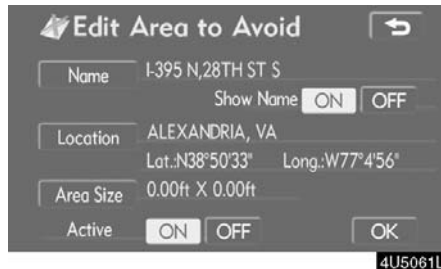 Edit Area to Avoid
Name I-395 N,28TH ST S
Show Name ON OFF
Location ALEXANDRIA, VA
Lat.:N38°50'33" Long.:W77°4'56"
Area Size 0.00ft X 0.00ft
Active ON OFF OK
4U5061L